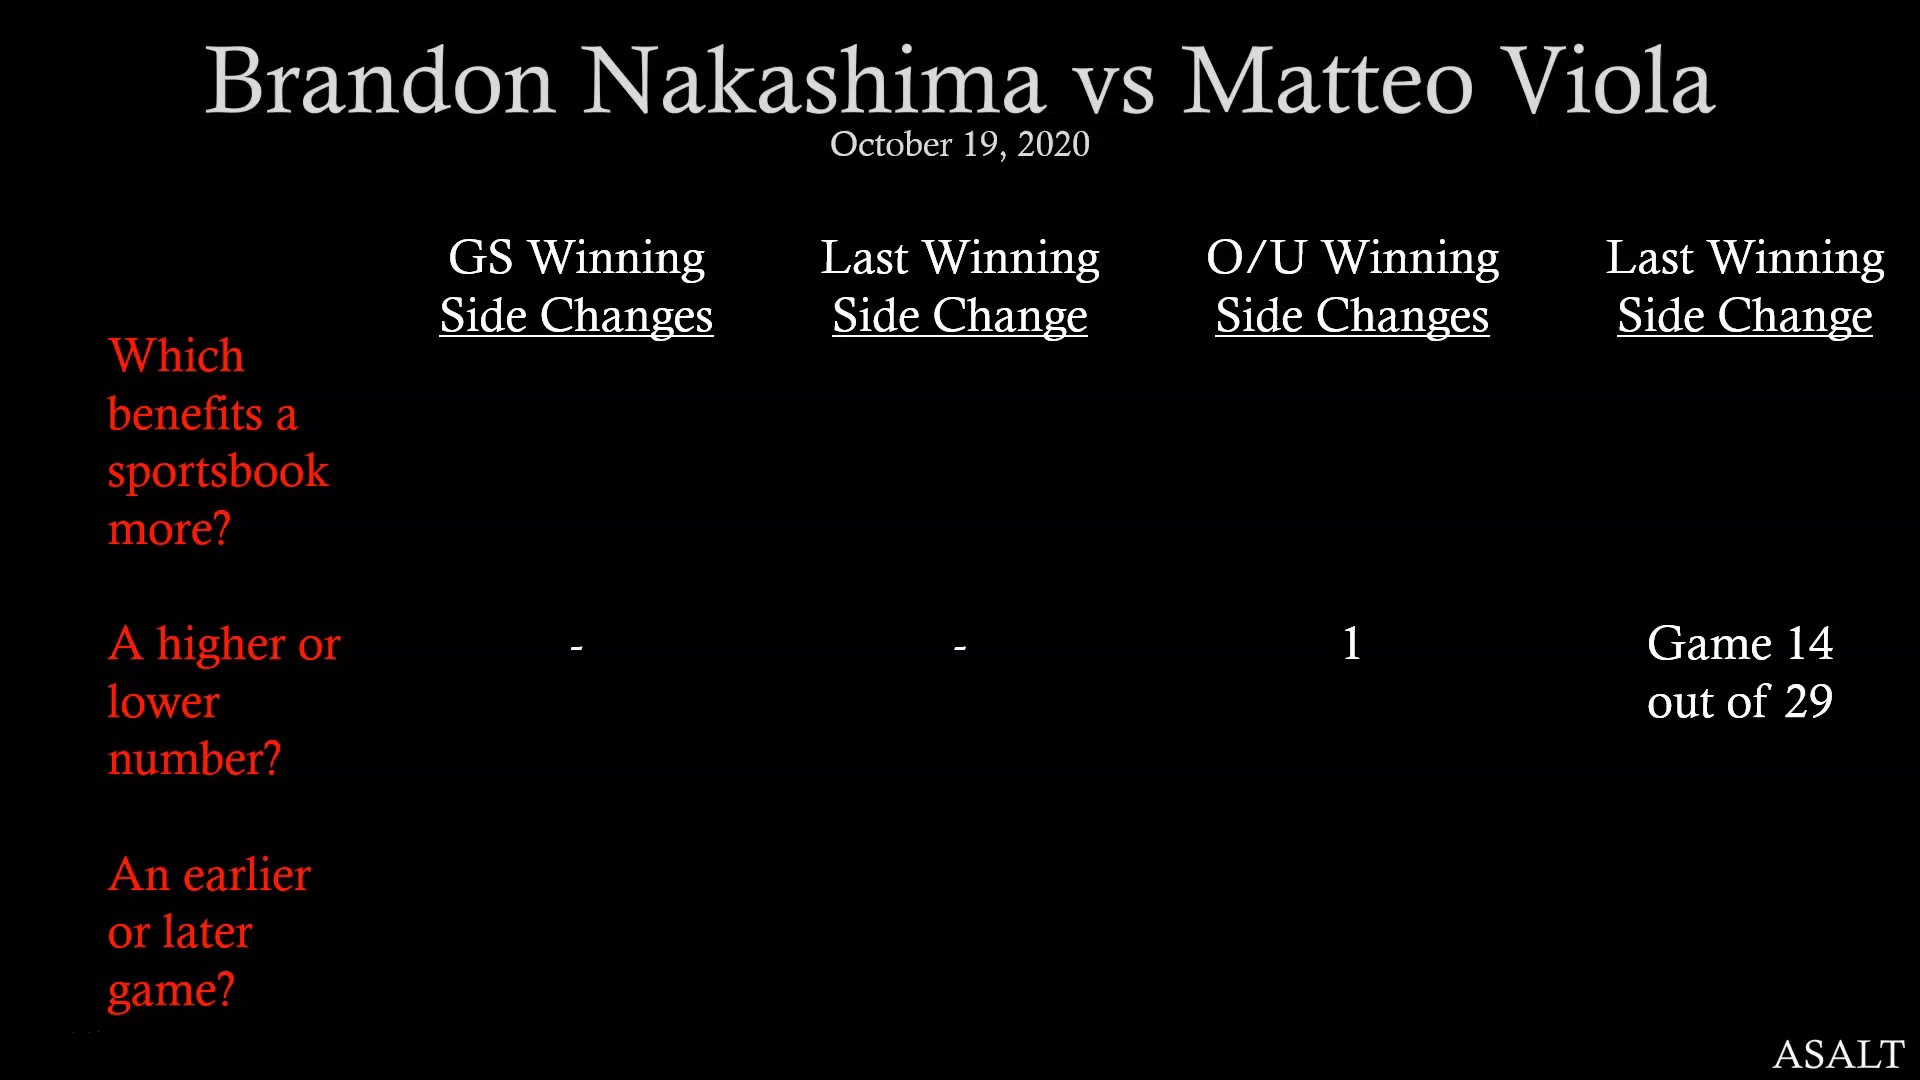 Brandon Nakashima vs Matteo Viola
October 19, 2020
GS Winning
Side Changes
Last Winning
Side Change
O/U Winning
Side Changes
Last Winning
Side Change
Which
benefits a
sportsbook
more?
A higher or
lower
number?
-
-
1
Game 14
out of 29
An earlier
or later
game?
ASALT